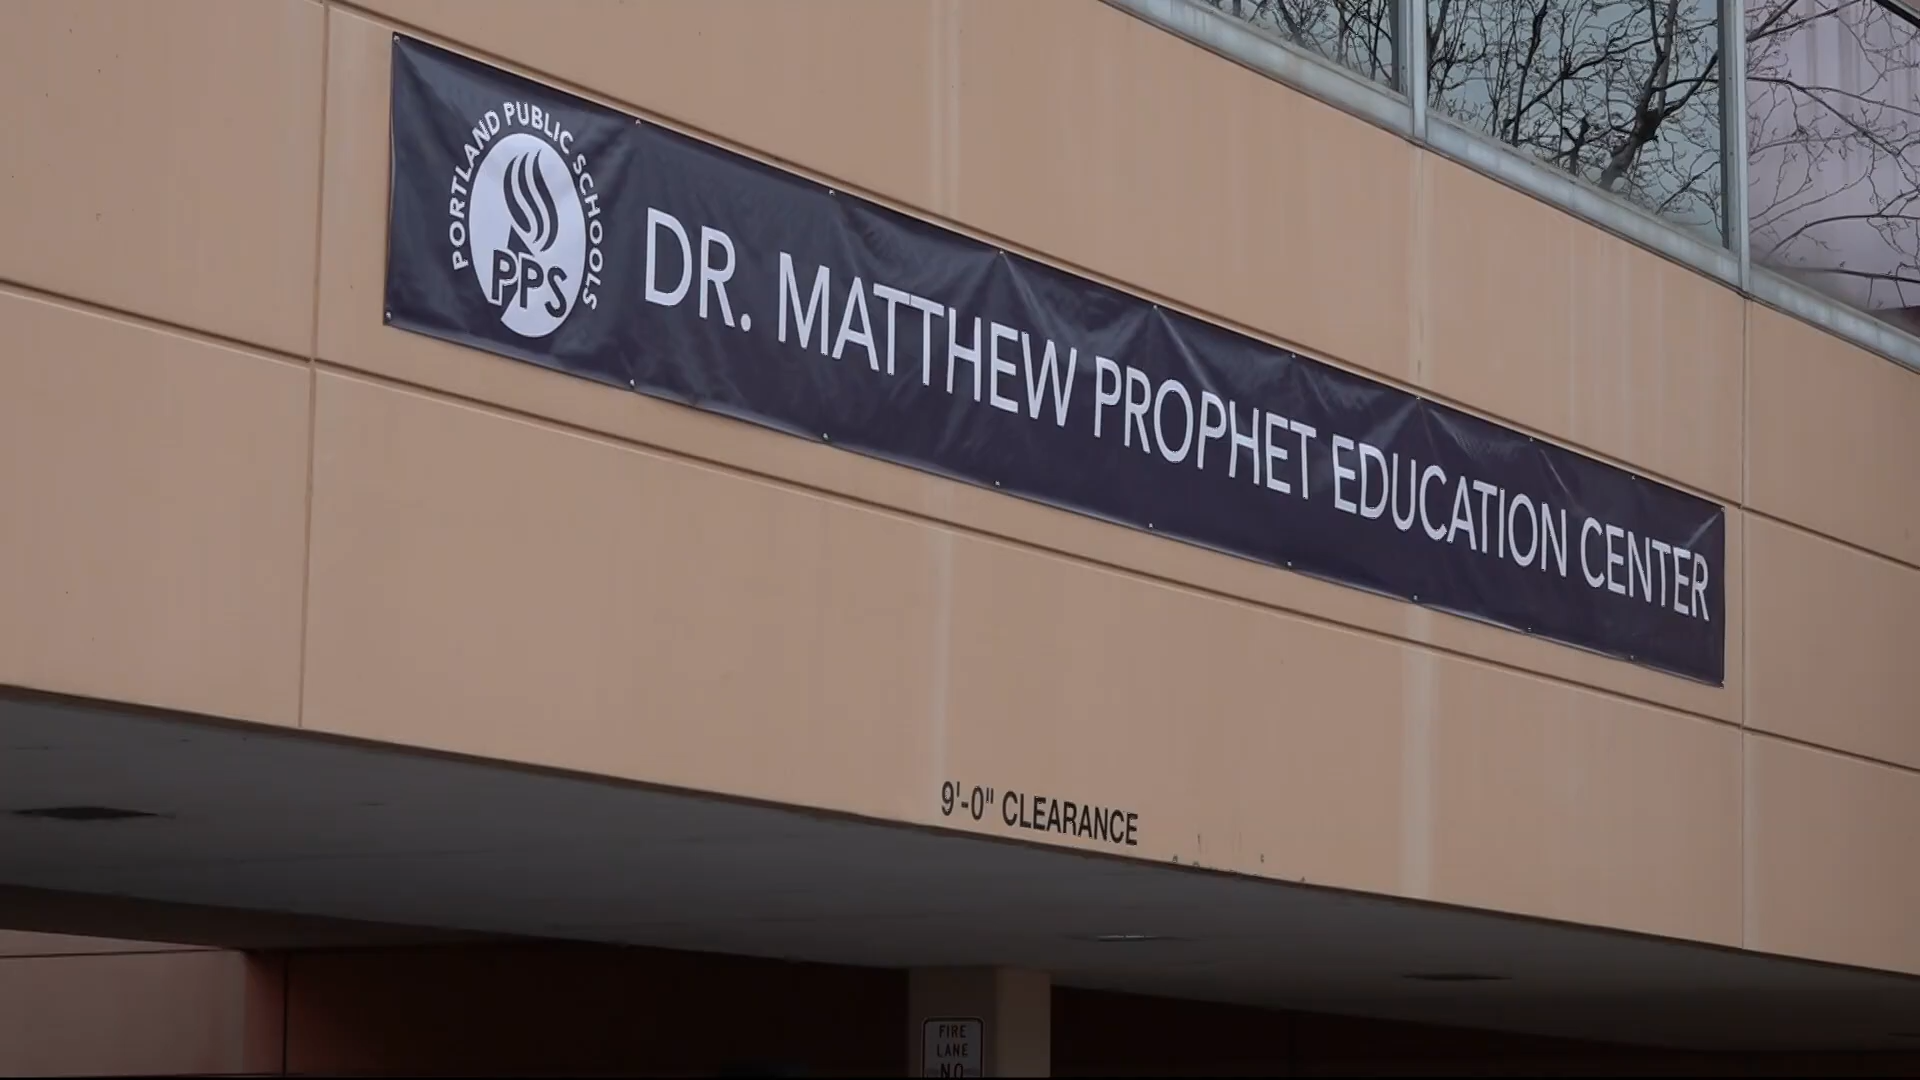 PORTLAND PUBLIC SCHOOLS
PPS
DR. MATTHEW PROPHET EDUCATION CENTER
9'-0" CLEARANCE
FIRE
LANE
NO